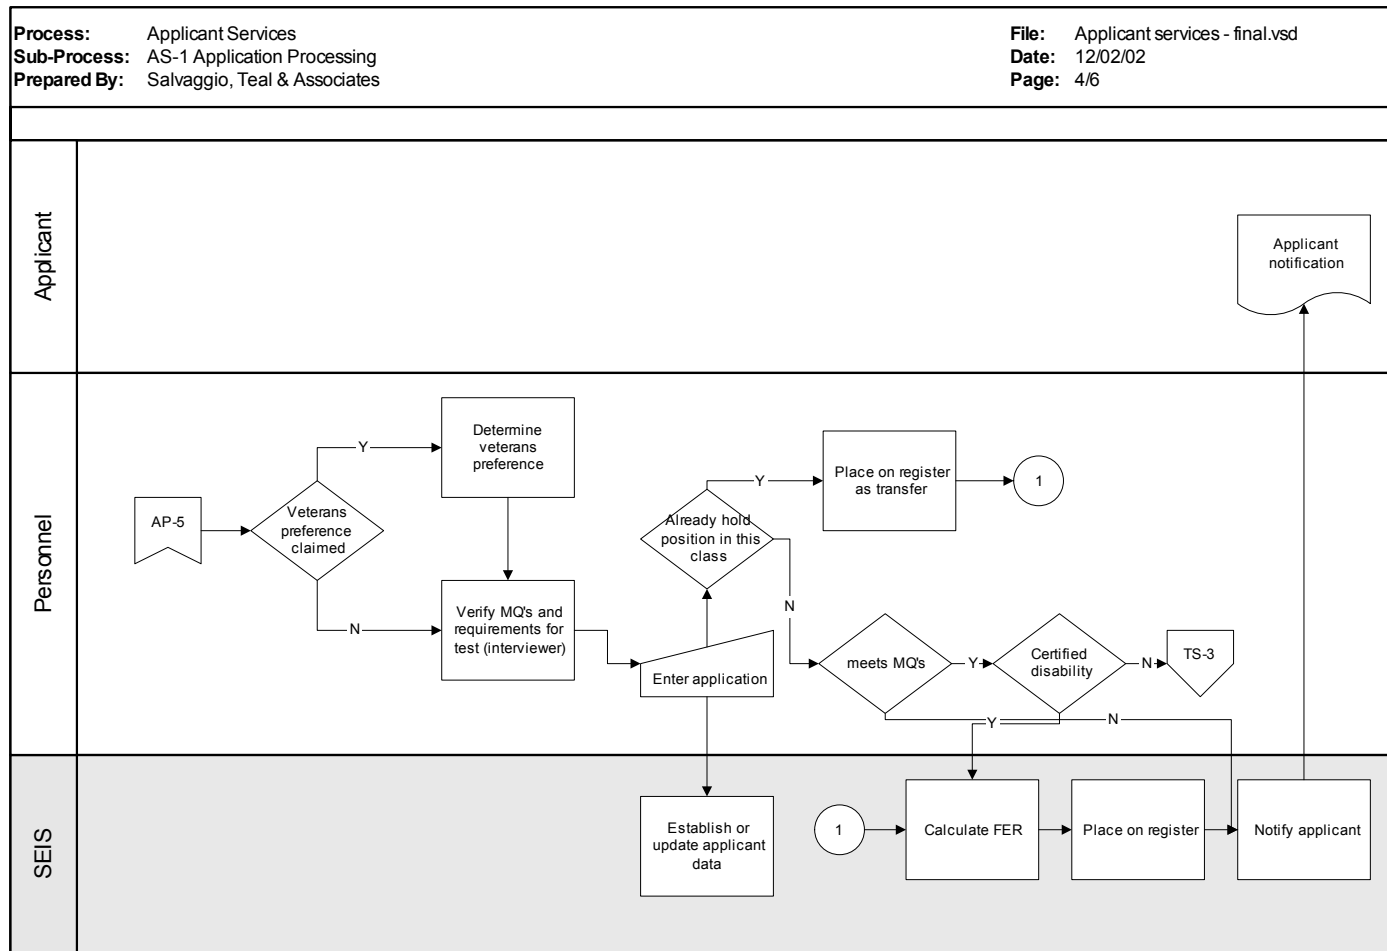 Process: Applicant Services
Sub-Process: AS-1 Application Processing
Prepared By: Salvaggio, Teal & Associates
File: Applicant services - final.vsd
Date: 12/02/02
Page: 4/6
Applicant
Applicant
notification
Personnel
AP-5
Veterans
preference
claimed
Y
N
Determine
veterans
preference
Verify MQ's and
requirements for
test (interviewer)
Enter application
Already hold
position in this
class
Y
N
Place on register
as transfer
1
meets MQ's
Y
N
Certified
disability
N
Y
TS-3
SEIS
Establish or
update applicant
data
1
Calculate FER
Place on register
Notify applicant